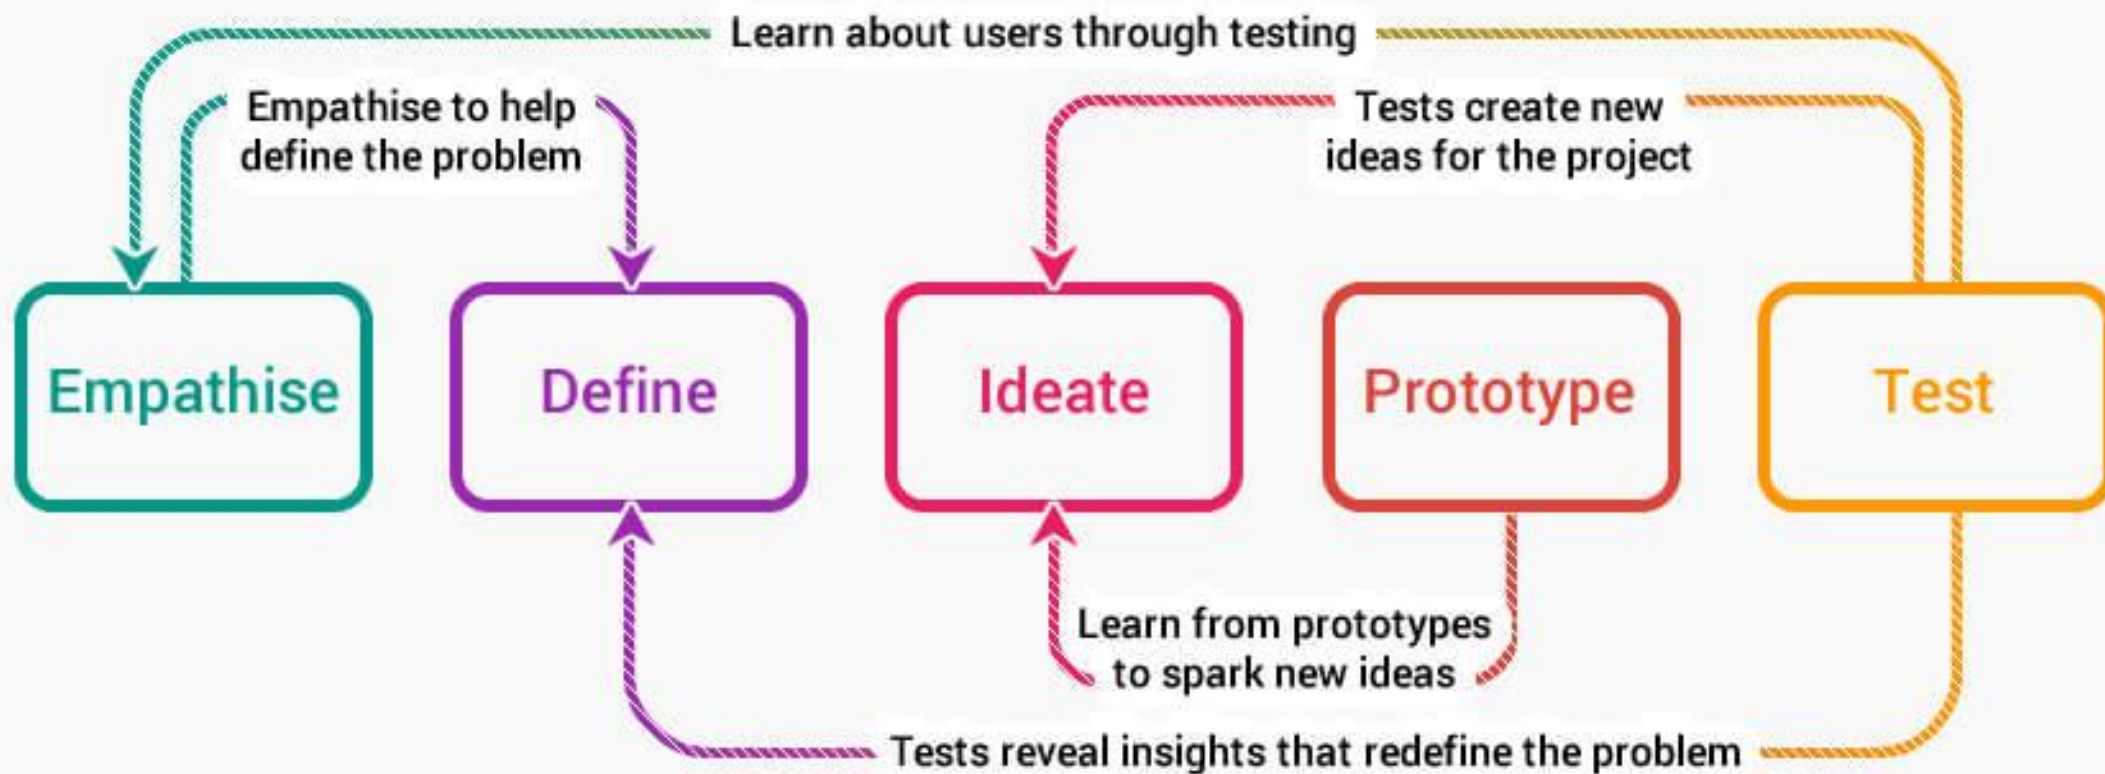 Learn about users through testing
Empathise to help
define the problem
Tests create new
ideas for the project
Empathise
Define
Ideate
Prototype
Test
Learn from prototypes
to spark new ideas
Tests reveal insights that redefine the problem